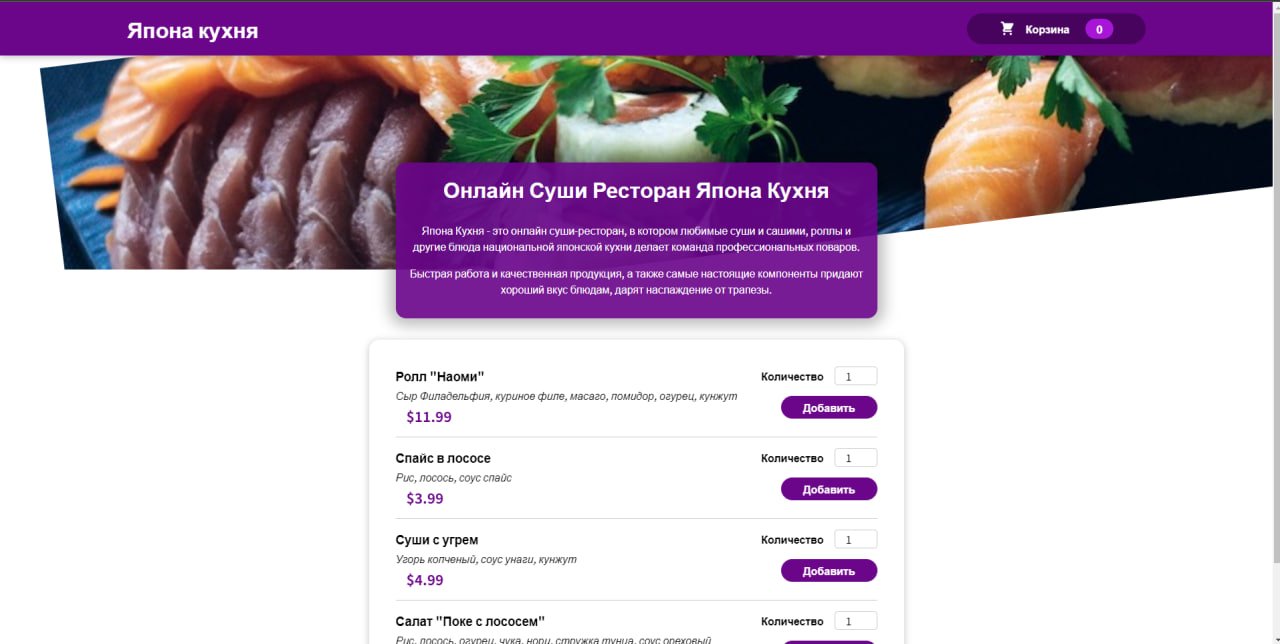 Япона кухня
Корзина 0
Онлайн Суши Ресторан Япона Кухня
Япона Кухня - это онлайн суши-ресторан, в котором любимые суши и сашими, роллы и
другие блюда национальной японской кухни делает команда профессиональных поваров.
Быстрая работа и качественная продукция, а также самые настоящие компоненты придают
хороший вкус блюдам, дарят наслаждение от трапезы.
Ролл "Наоми"
Количество 1
Сыр Филадельфия, куриное филе, масаго, помидор, огурец, кунжут
$11.99
Добавить
Спайс в лососе
Количество 1
Рис, лосось, соус спайс
$3.99
Добавить
Суши с угрем
Количество 1
Угорь копченый, соус унаги, кунжут
$4.99
Добавить
Салат "Поке с лососем"
Количество 1
Рис, лосось, огурец, чука, нори, стружка тунца, соус ореховый